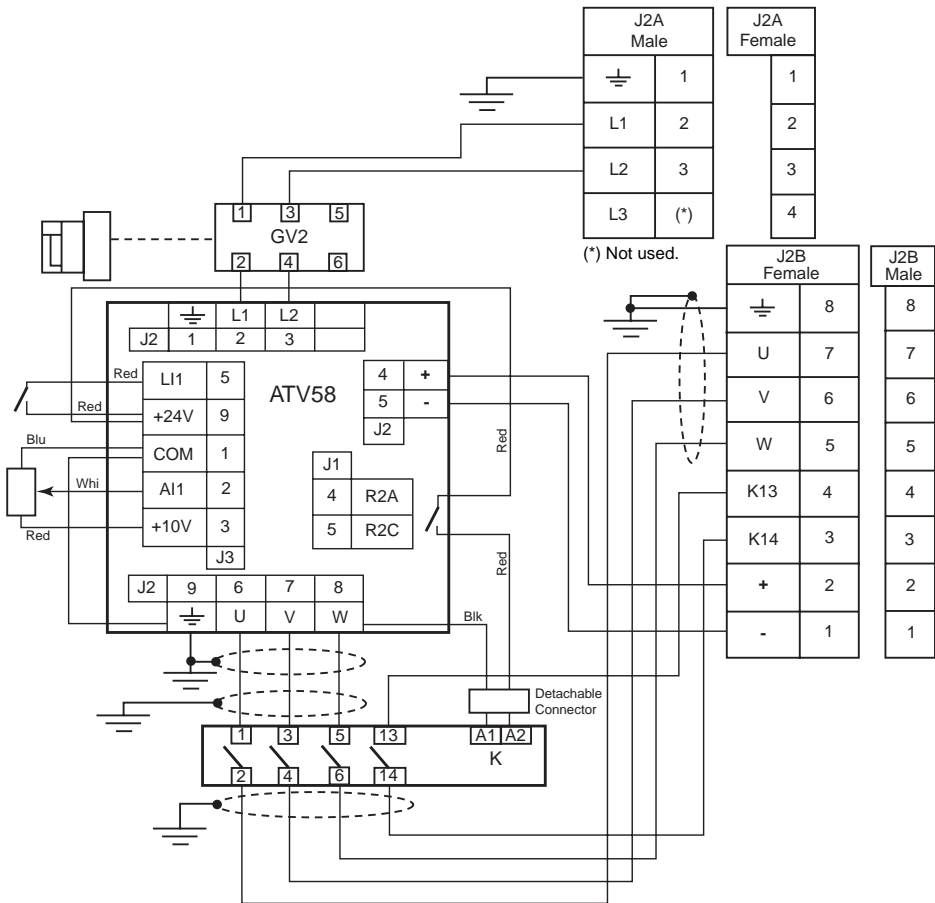 J2A
Male
J2A
Female
1
1
L1 2
2
L2 3
3
L3 (*)
4
(*) Not used.
1 3 5
GV2
2 4 6
J2B
Female
J2B
Male
8
8
U 7
7
V 6
6
W 5
5
K13 4
4
K14 3
3
+ 2
2
- 1
1
L1 L2
J2 1 2 3
ATV58
Red LI1 5
Red +24V 9
Blu COM 1
Whi AI1 2
Red +10V 3
J3
4 +
5 -
J2
J1
4 R2A
5 R2C
Red
Red
J2 9 6 7 8
U V W
Blk
Detachable
Connector
1 3 5 13 A1 A2
K
2 4 6 14